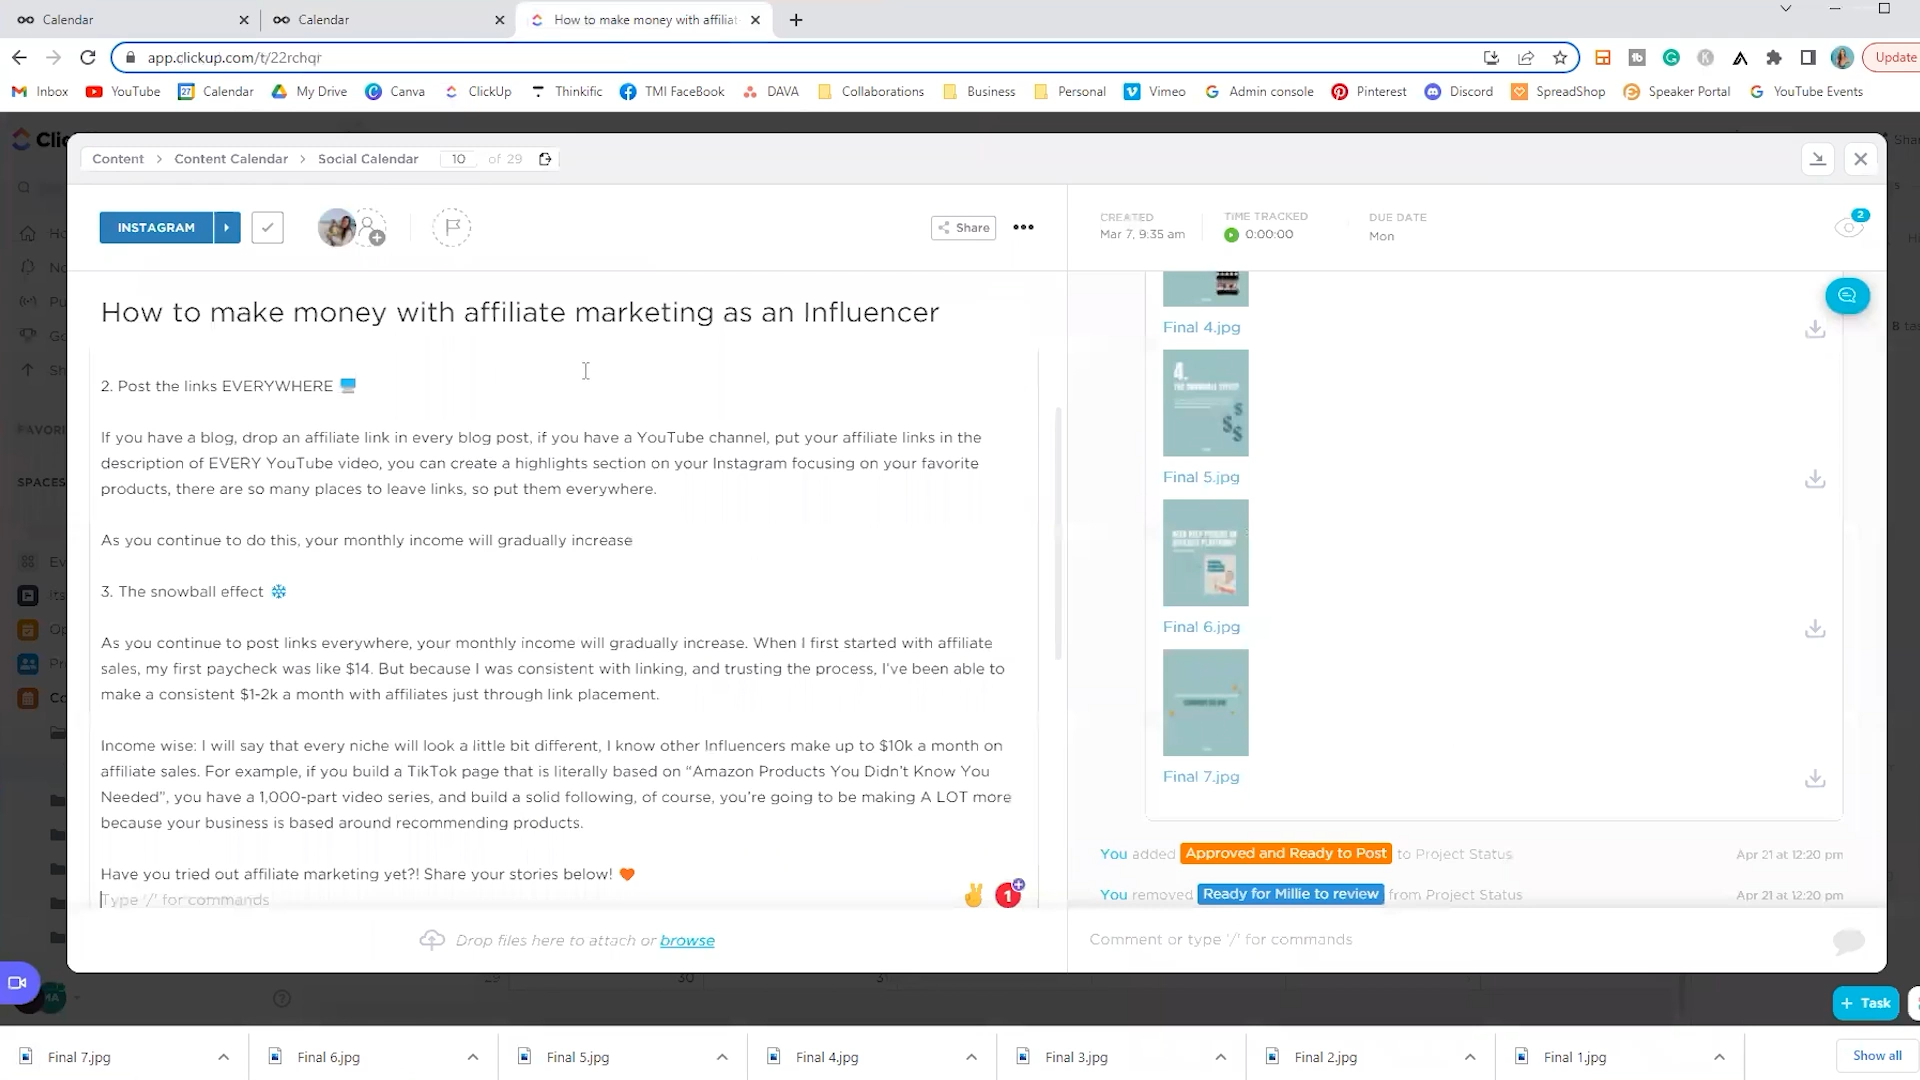 Calendar
Calendar
How to make money with affiliat
app.clickup.com/t/22rchqr
Update
Inbox
YouTube
Calendar
My Drive
Canva
ClickUp
Thinkific
TMI FaceBook
DAVA
Collaborations
Business
Personal
Vimeo
Admin console
Pinterest
Discord
SpreadShop
Speaker Portal
YouTube Events
Content > Content Calendar > Social Calendar 10 of 29
INSTAGRAM
Share
CREATED
Mar 7, 9:35 am
TIME TRACKED
0:00:00
DUE DATE
Mon
2
How to make money with affiliate marketing as an Influencer
2. Post the links EVERYWHERE
If you have a blog, drop an affiliate link in every blog post, if you have a YouTube channel, put your affiliate links in the
description of EVERY YouTube video, you can create a highlights section on your Instagram focusing on your favorite
products, there are so many places to leave links, so put them everywhere.
As you continue to do this, your monthly income will gradually increase
3. The snowball effect
As you continue to post links everywhere, your monthly income will gradually increase. When I first started with affiliate
sales, my first paycheck was like $14. But because I was consistent with linking, and trusting the process, I've been able to
make a consistent $1-2k a month with affiliates just through link placement.
Income wise: I will say that every niche will look a little bit different, I know other Influencers make up to $10k a month on
affiliate sales. For example, if you build a TikTok page that is literally based on “Amazon Products You Didn't Know You
Needed”, you have a 1,000-part video series, and build a solid following, of course, you're going to be making A LOT more
because your business is based around recommending products.
Have you tried out affiliate marketing yet?! Share your stories below!
Type '/' for commands
1
Drop files here to attach or browse
Final 4.jpg
4.
THE SNOWBALL EFFECT
Final 5.jpg
Final 6.jpg
Final 7.jpg
You added Approved and Ready to Post to Project Status
Apr 21 at 12:20 pm
You removed Ready for Millie to review from Project Status
Apr 21 at 12:20 pm
Comment or type '/' for commands
SPACES
29
30
+ Task
Final 7.jpg
Final 6.jpg
Final 5.jpg
Final 4.jpg
Final 3.jpg
Final 2.jpg
Final 1.jpg
Show all